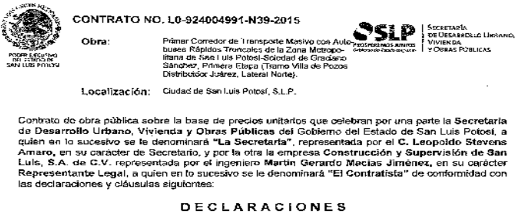 CONTRATO NO. L0-924004991-N39-2015
Obra: Primer Corredor de Transporte Masivo con Auto
buses Rápidos Troncales de la Zona Metropo-
litana de San Luis Potosí-Soledad de Graciano
Sánchez, Primera Etapa (Tramo Villa de Pozos
Distribuidor Juárez, Lateral Norte).
SSLP
PROSPEREMOS JUNTOS
SECRETARÍA
DE DESARROLLO URBANO,
VIVIENDA
Y OBRAS PÚBLICAS
PODER EJECUTIVO
DEL ESTADO DE
SAN LUIS POTOSÍ
Localización: Ciudad de San Luis Potosí, S.L.P.
Contrato de obra pública sobre la base de precios unitarios que celebran por una parte la Secretaría
de Desarrollo Urbano, Vivienda y Obras Públicas del Gobierno del Estado de San Luis Potosí, a
quien en lo sucesivo se le denominará "La Secretaría", representada por el C. Leopoldo Stevens
Amaro, en su carácter de Secretario, y por la otra la empresa Construcción y Supervisión de San
Luis, S.A. de C.V. representada por el ingeniero Martín Gerardo Macías Jiménez, en su carácter
Representante Legal, a quien en lo sucesivo se le denominará "El Contratista" de conformidad con
las declaraciones y cláusulas siguientes:
DECLARACIONES